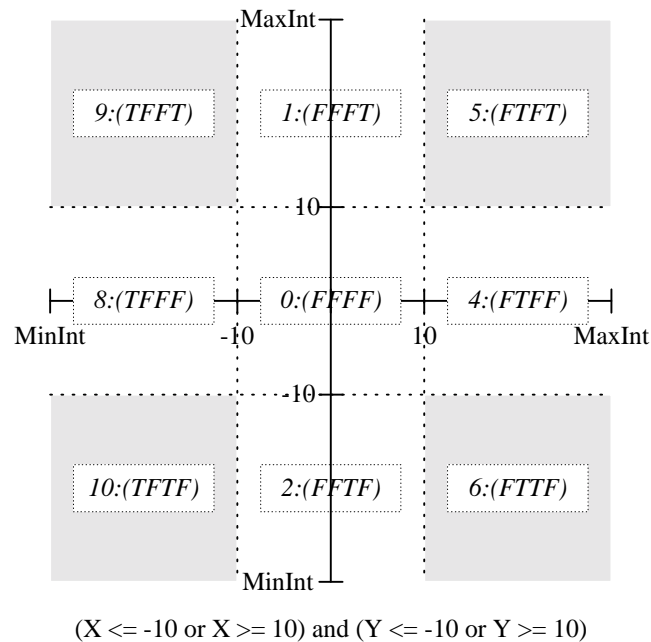 MaxInt
9:(TFFT) 1:(FFFT) 5:(FTFT)
10
8:(TFFF) 0:(FFFF) 4:(FTFF)
MinInt -10 10 MaxInt
-10
10:(TFTF) 2:(FFTF) 6:(FTTF)
MinInt
(X <= -10 or X >= 10) and (Y <= -10 or Y >= 10)